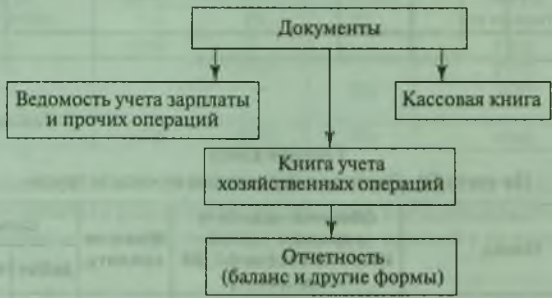 Документы
Ведомость учета зарплаты
и прочих операций
Кассовая книга
Книга учета
хозяйственных операций
Отчетность
(баланс и другие формы)